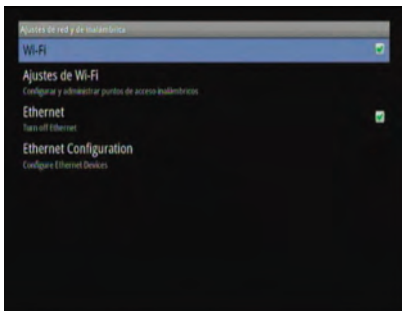 Ajustes de red y de inalámbrica
Wi-Fi
Ajustes de Wi-Fi
Configurar y administrar puntos de acceso inalámbricos
Ethernet
Turn off Ethernet
Ethernet Configuration
Configure Ethernet Devices